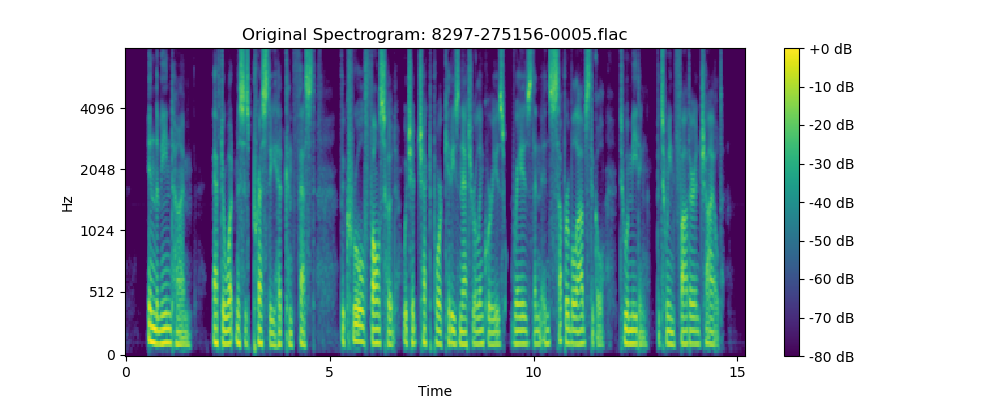 Original Spectrogram: 8297-275156-0005.flac
Hz
4096
2048
1024
512
0
0 5 10 15
Time
+0 dB
-10 dB
-20 dB
-30 dB
-40 dB
-50 dB
-60 dB
-70 dB
-80 dB